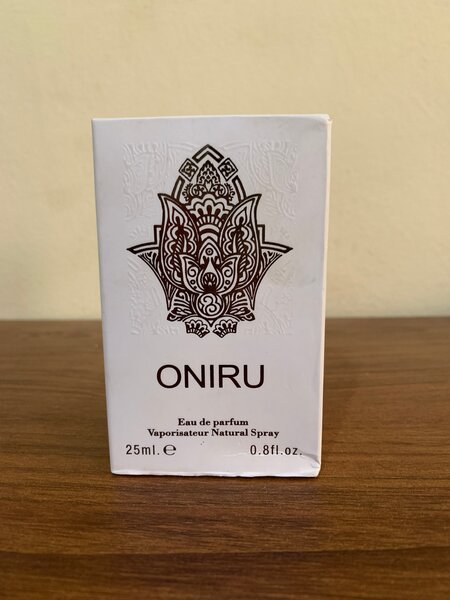 ONIRU
Eau de parfum
Vaporisateur Natural Spray
25ml. ℮ 0.8fl.oz.